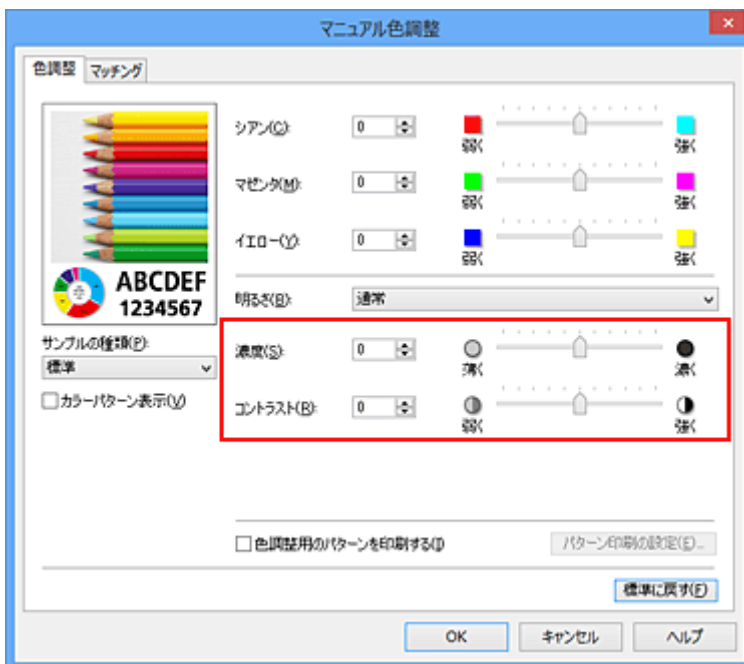 マニュアル色調整
色調整 マッチング
シアン(C): 0 弱く 強く
マゼンタ(M): 0 弱く 強く
イエロー(Y): 0 弱く 強く
ABCDEF
1234567
明るさ(B): 通常
サンプルの種類(P):
標準
カラーパターン表示(V)
濃度(S): 0 薄く 濃く
コントラスト(R): 0 弱く 強く
色調整用のパターンを印刷する(I) パターン印刷の設定(E)...
標準に戻す(F)
OK キャンセル ヘルプ